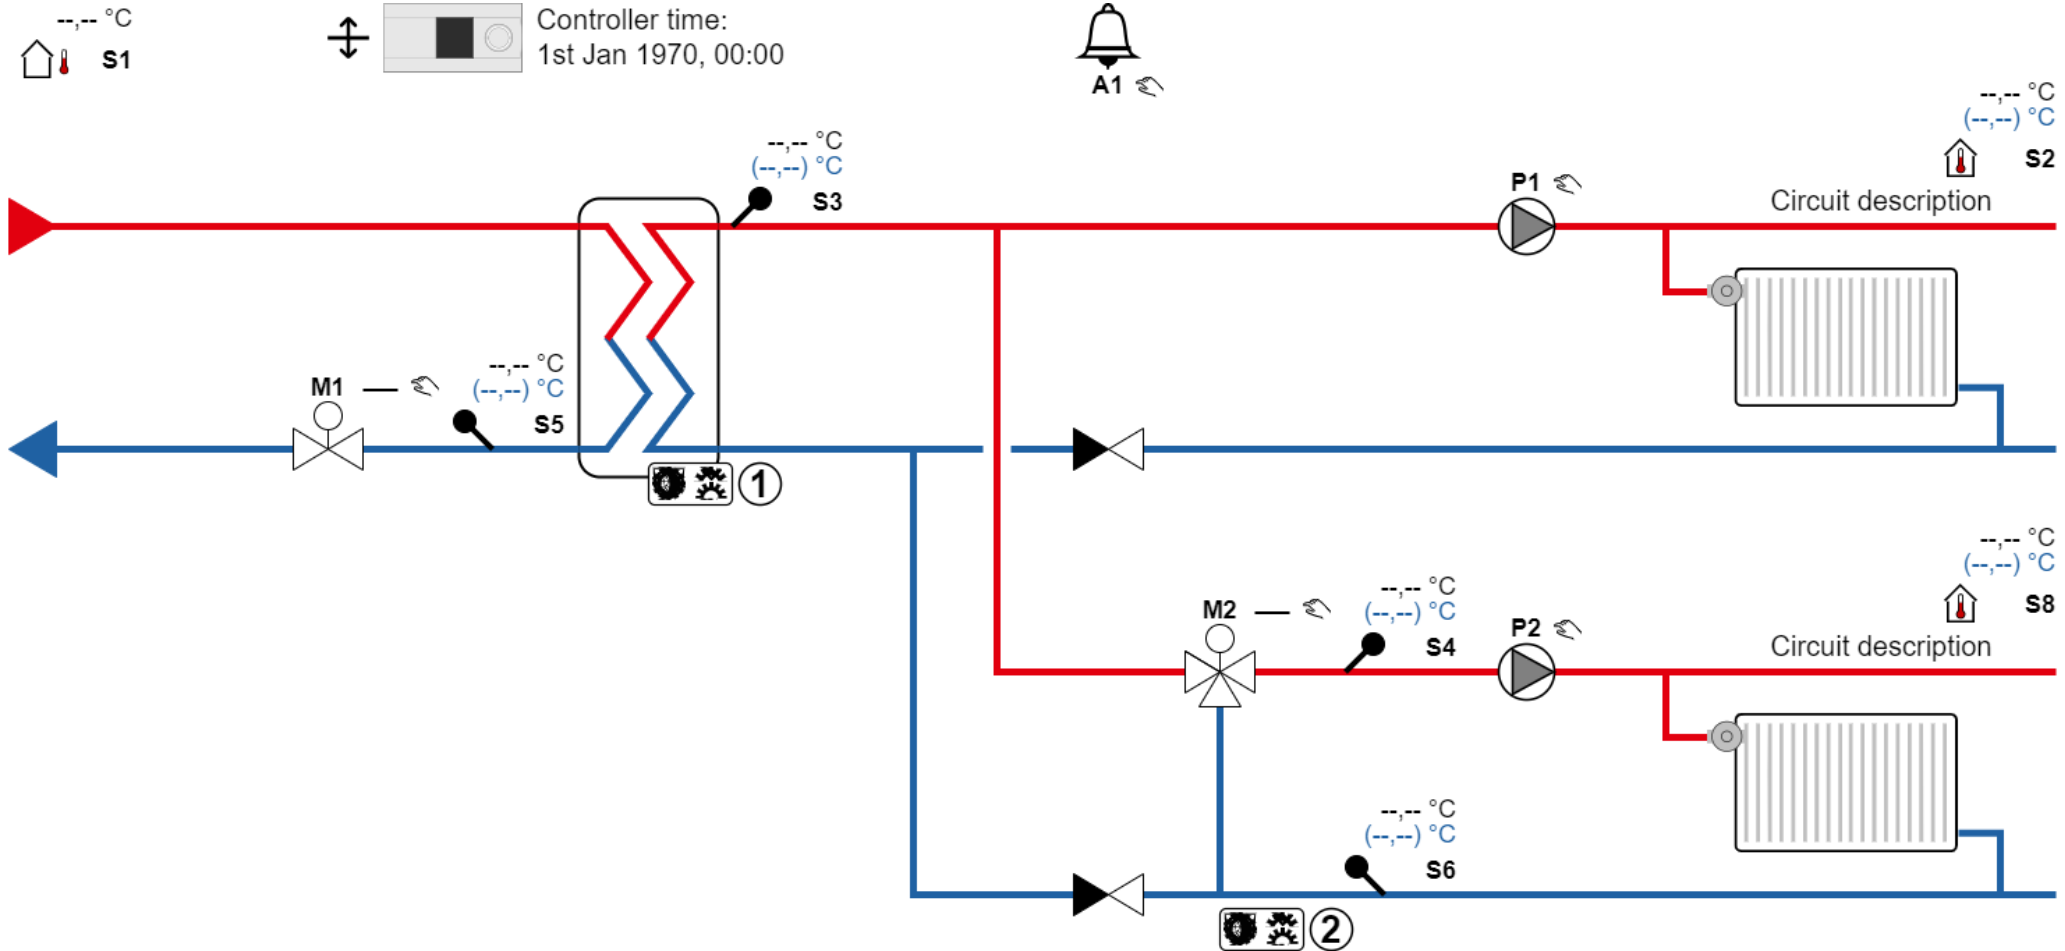 --,-- °C
S1
Controller time:
1st Jan 1970, 00:00
A1
--,-- °C
(--,--) °C
S2
--,-- °C
(--,--) °C
S3
P1
Circuit description
--,-- °C
(--,--) °C
M1
S5
1
--,-- °C
(--,--) °C
S8
--,-- °C
(--,--) °C
M2
S4
P2
Circuit description
--,-- °C
(--,--) °C
S6
2